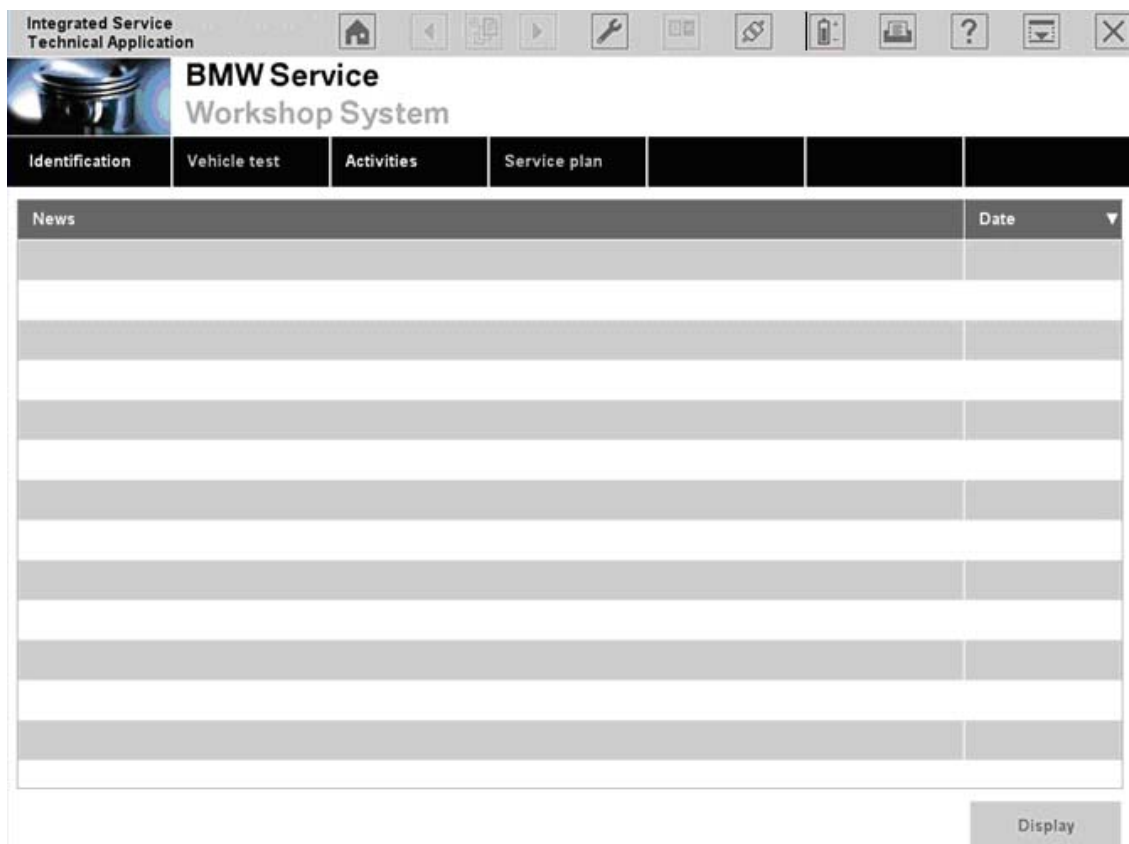 Integrated Service
Technical Application
?
BMW Service
Workshop System
Identification Vehicle test Activities Service plan
News Date ▼
Display